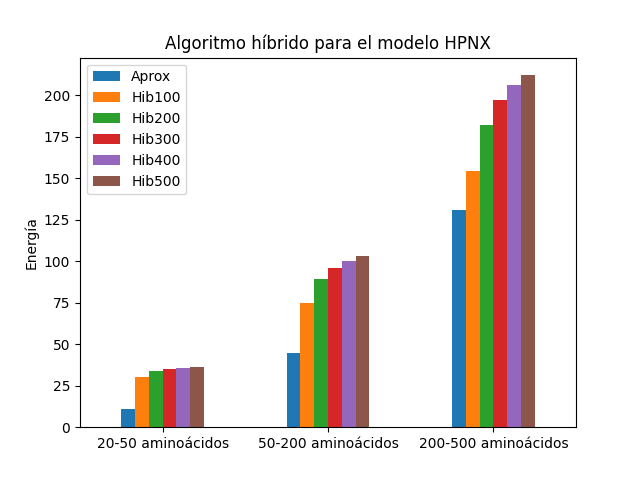 Algoritmo híbrido para el modelo HPNX
Aprox
Hib100
Hib200
Hib300
Hib400
Hib500
Energía
200
175
150
125
100
75
50
25
0
20-50 aminoácidos
50-200 aminoácidos
200-500 aminoácidos